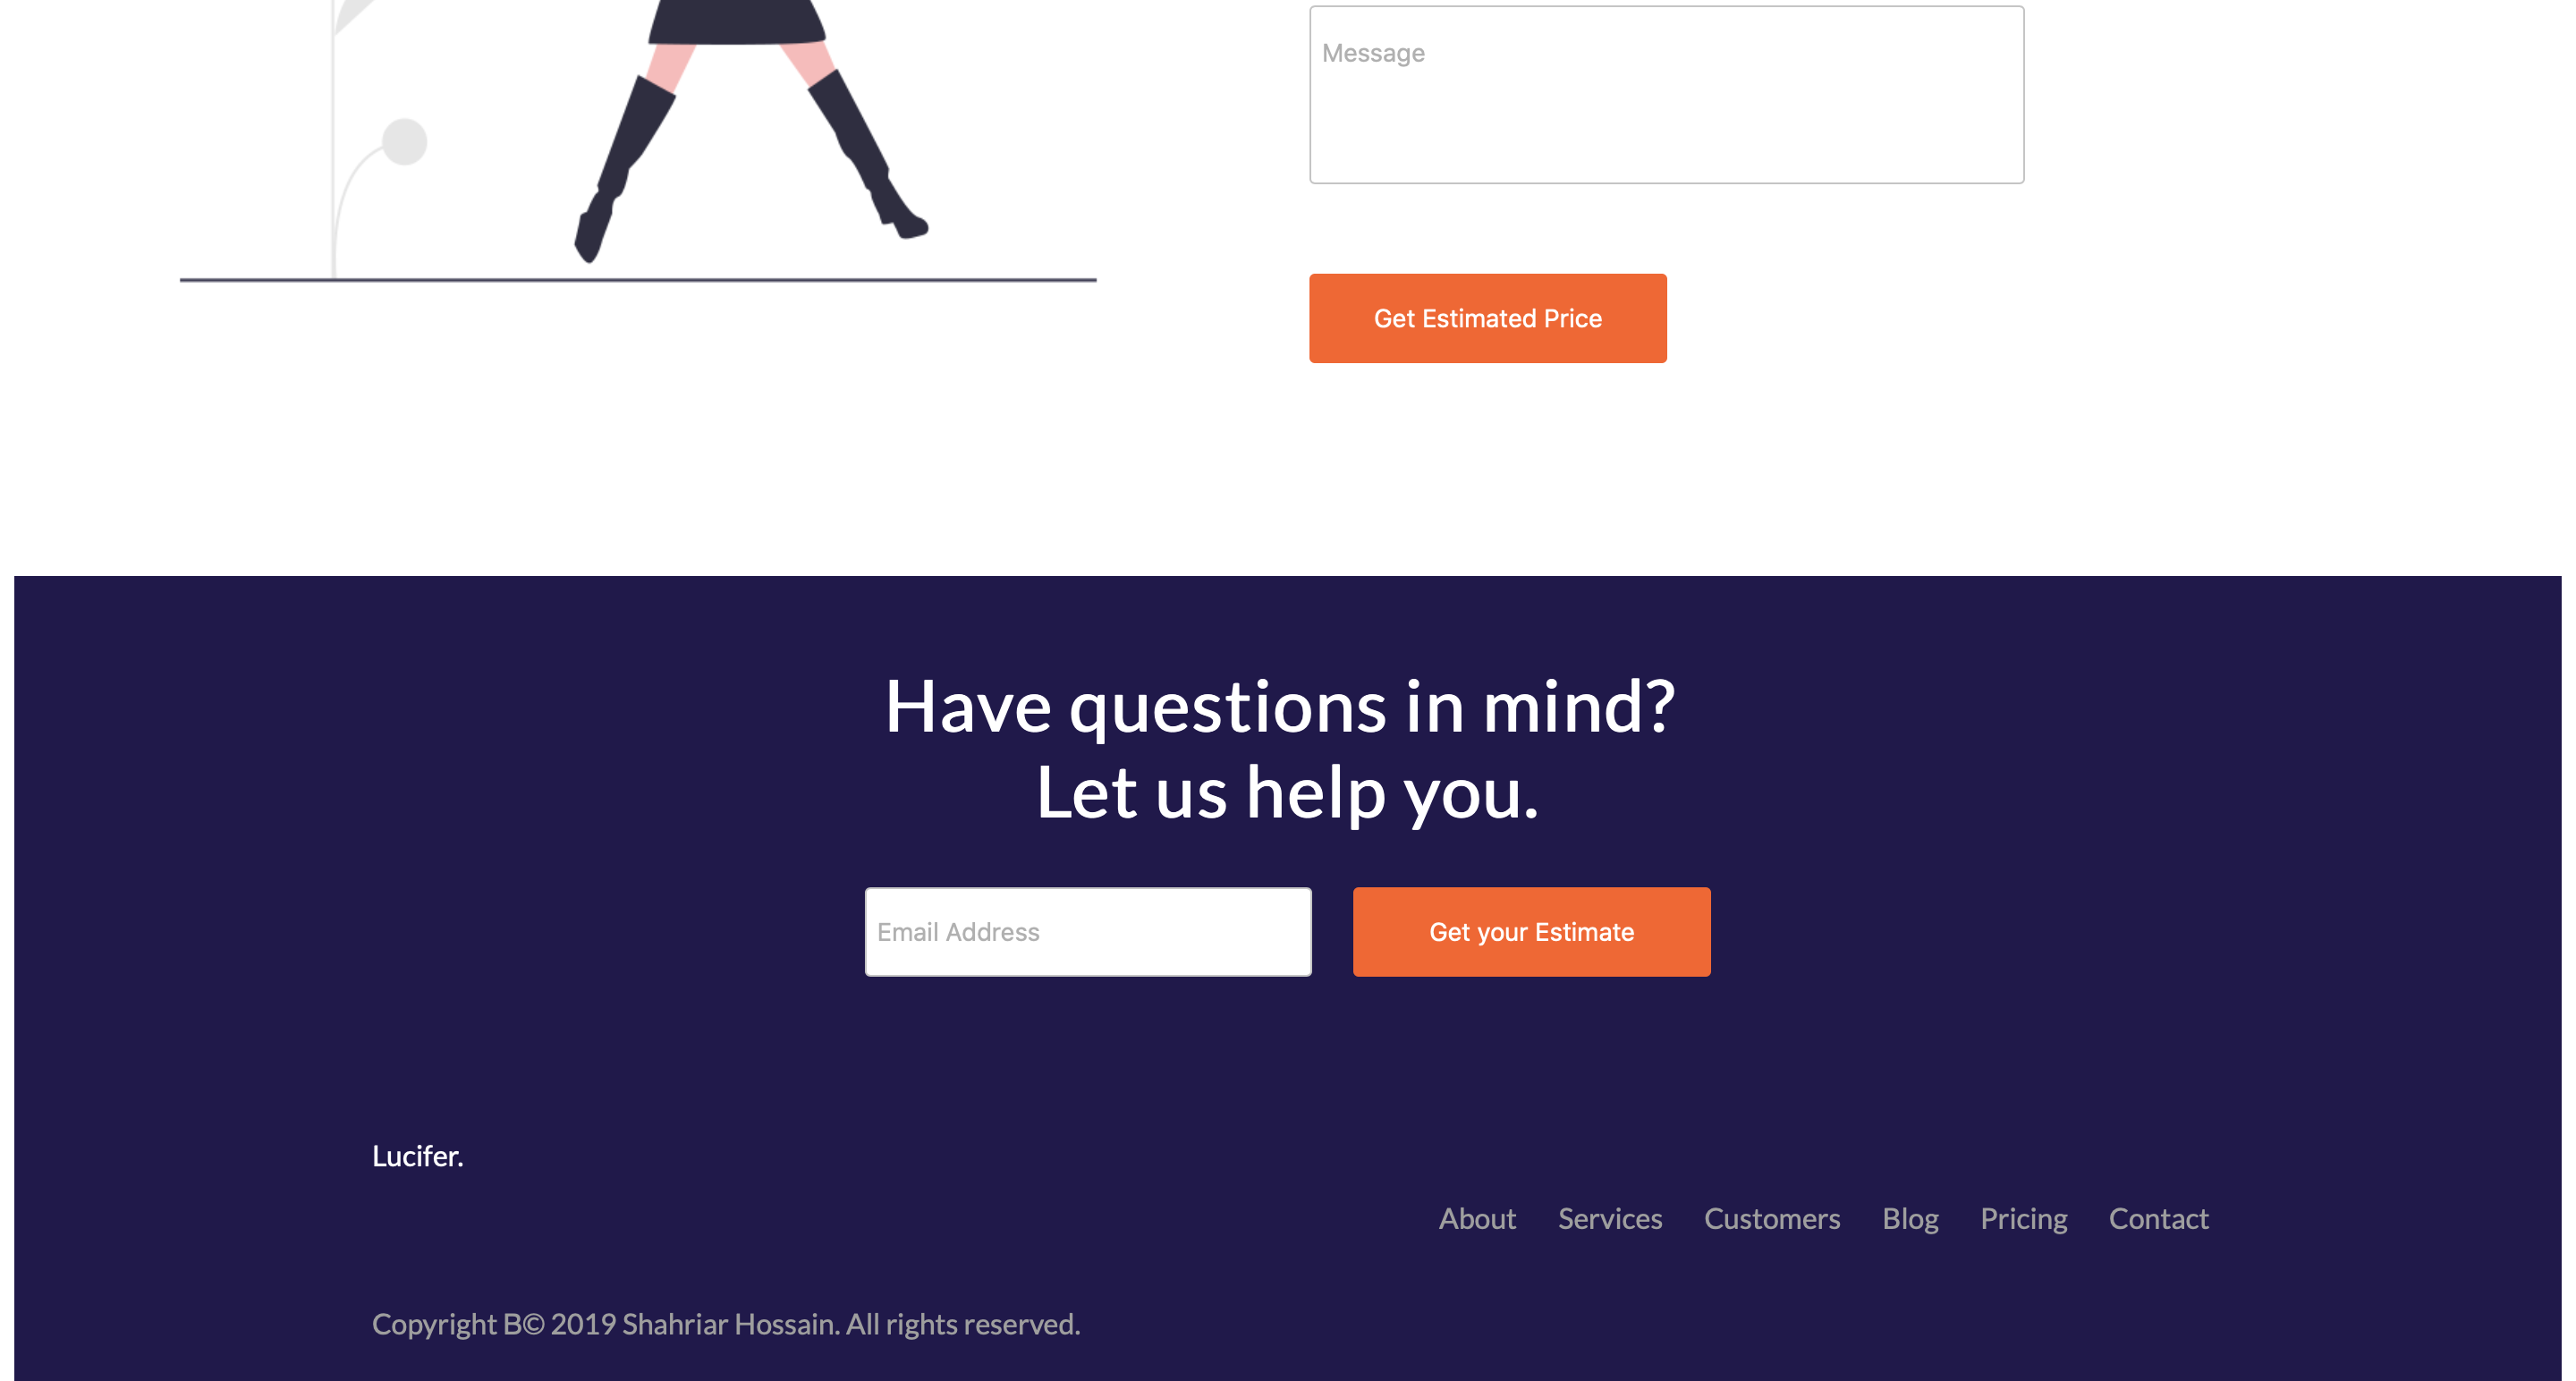 Message
Get Estimated Price
Have questions in mind?
Let us help you.
Email Address
Get your Estimate
Lucifer.
About Services Customers Blog Pricing Contact
Copyright B© 2019 Shahriar Hossain. All rights reserved.